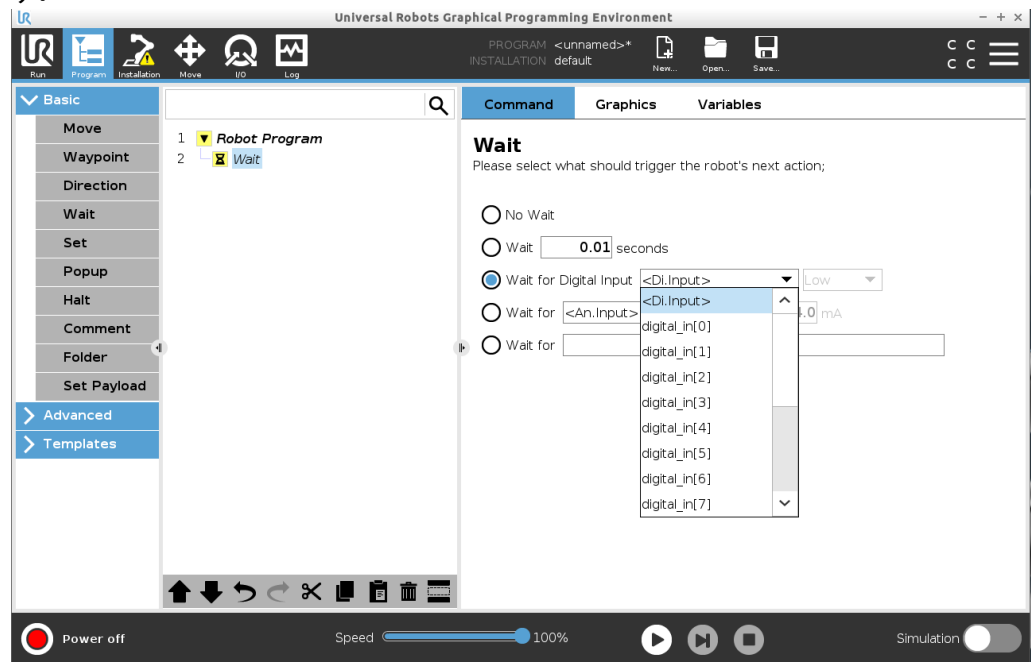 Universal Robots Graphical Programming Environment
PROGRAM <unnamed>*
INSTALLATION default
Run Program Installation Move I/O Log New... Open... Save...
C C
C C
Basic
Move
Waypoint
Direction
Wait
Set
Popup
Halt
Comment
Folder
Set Payload
Advanced
Templates
1 Robot Program
2 Wait
Command Graphics Variables
Wait
Please select what should trigger the robot's next action;
No Wait
Wait 0.01 seconds
Wait for Digital Input <Di.Input> Low
Wait for <An.Input> .0 mA
Wait for
<Di.Input>
digital_in[0]
digital_in[1]
digital_in[2]
digital_in[3]
digital_in[4]
digital_in[5]
digital_in[6]
digital_in[7]
Power off Speed 100% Simulation